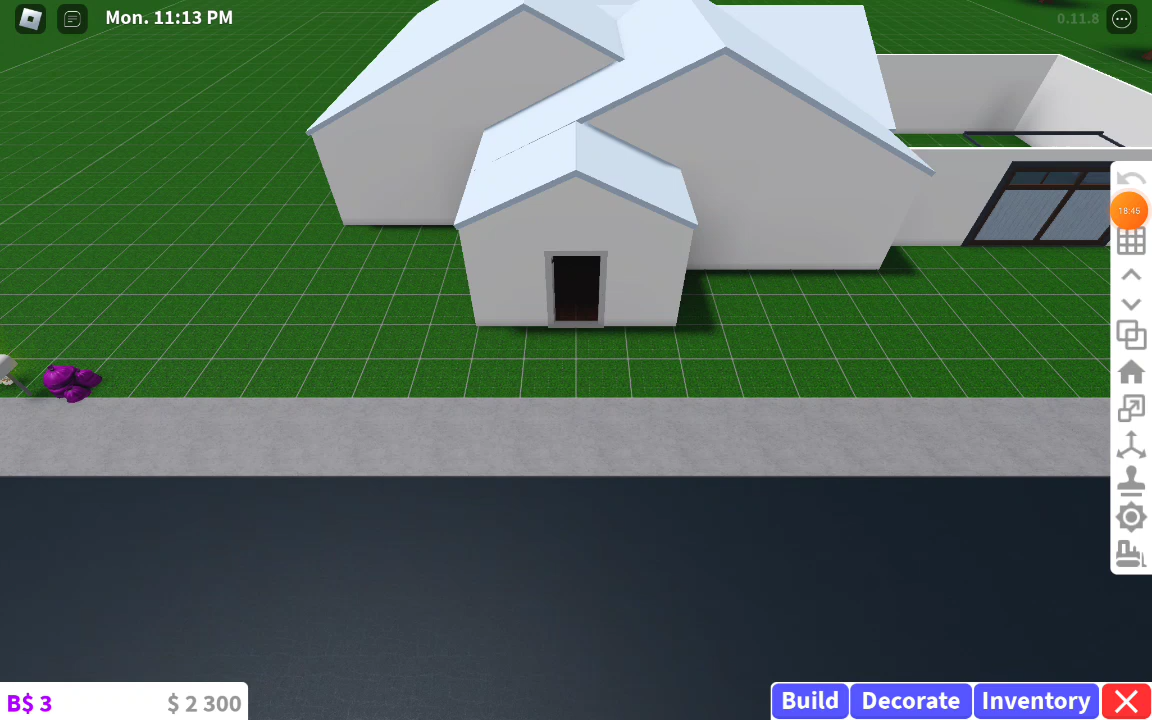 Mon. 11:13 PM
0.11.8
18:45
B$ 3
$ 2 300
Build
Decorate
Inventory